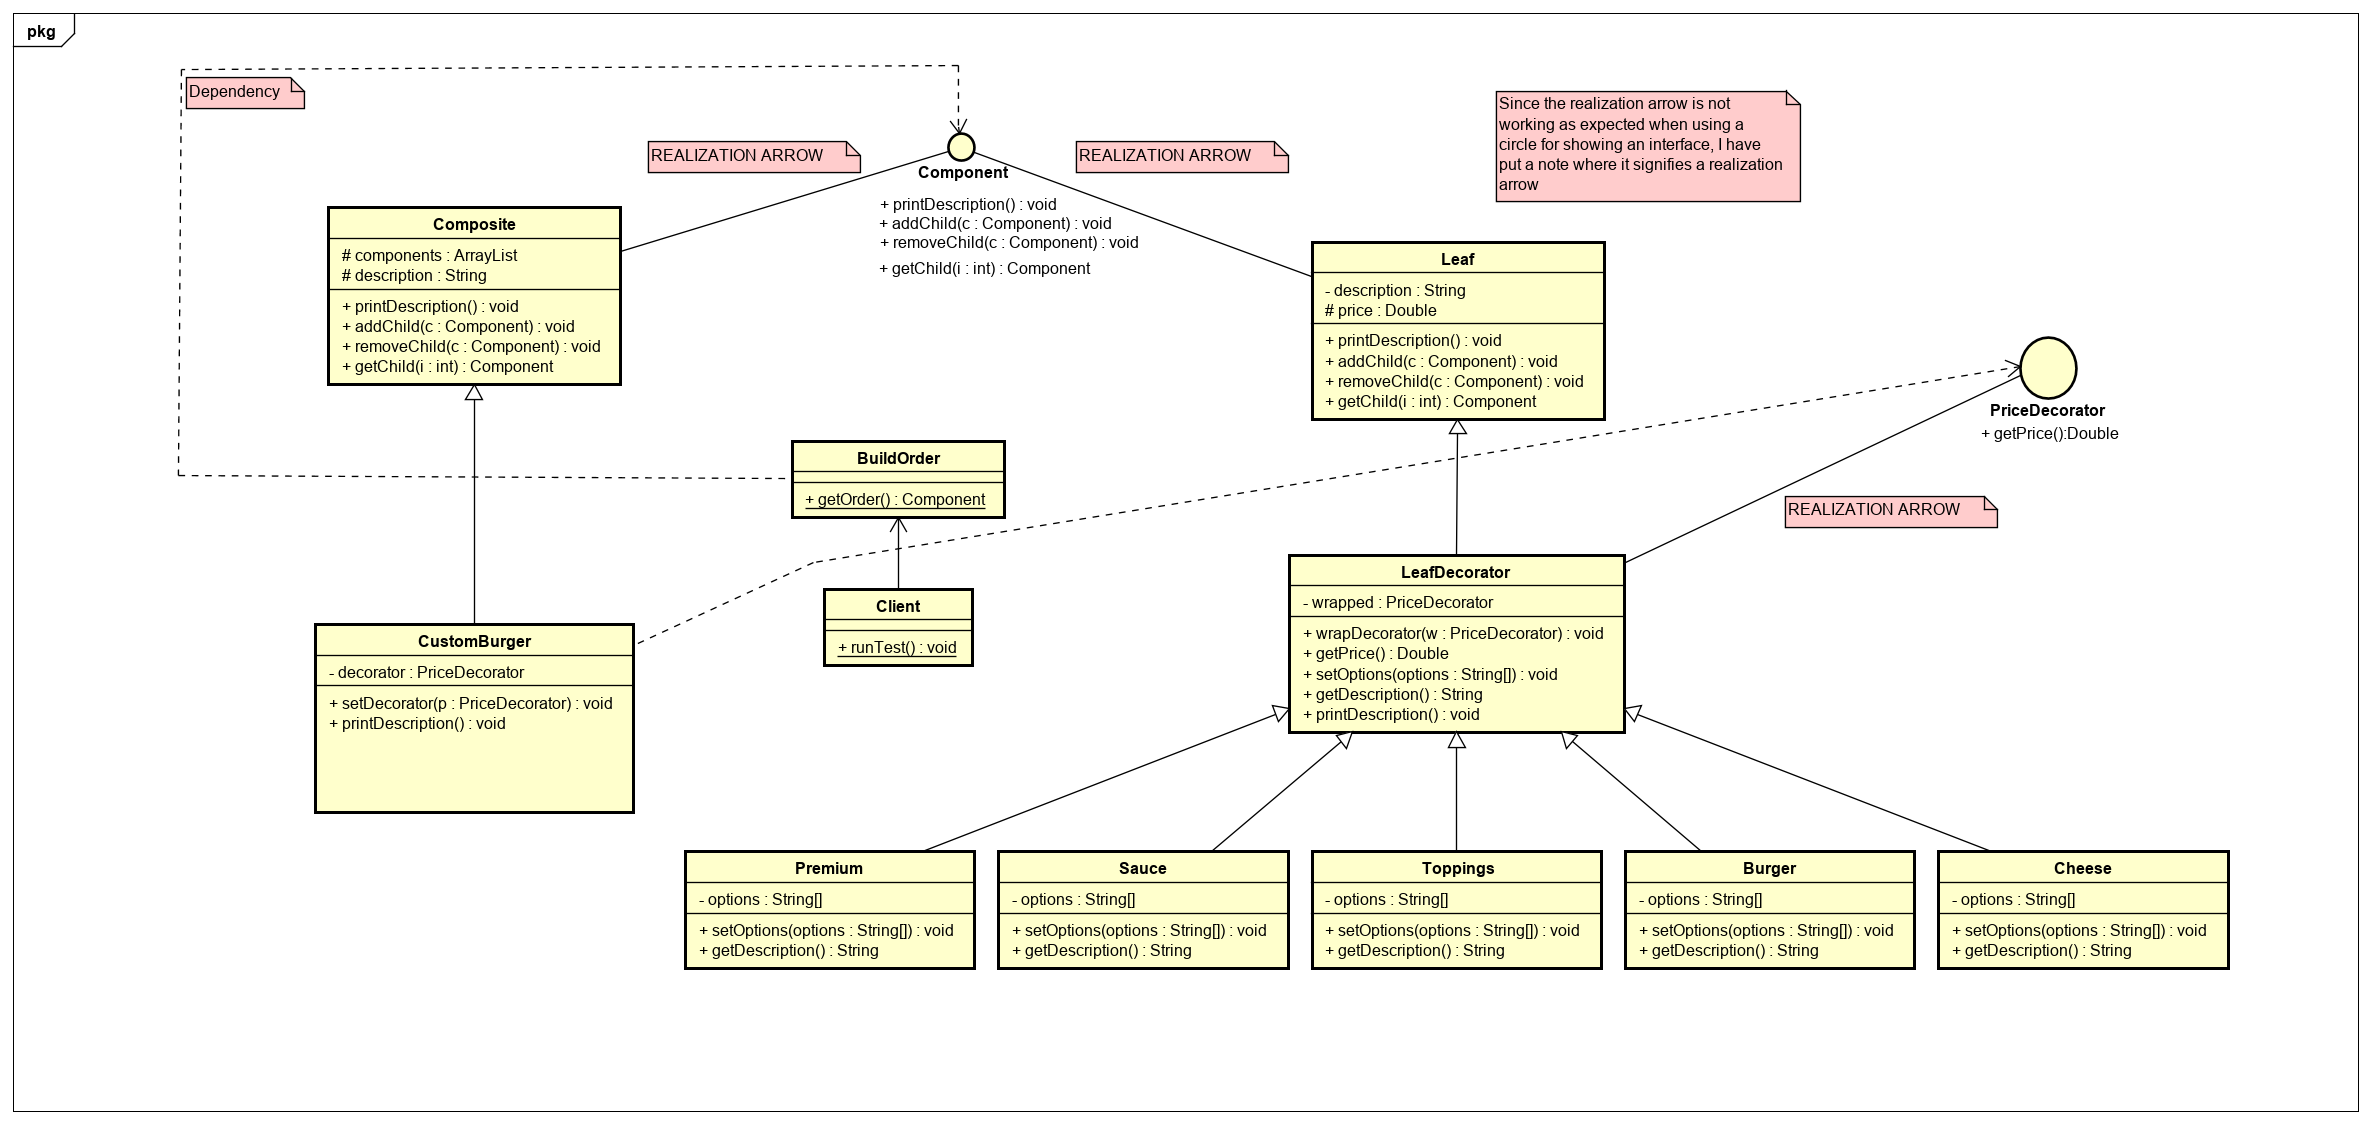 pkg
Dependency
REALIZATION ARROW
REALIZATION ARROW
Since the realization arrow is not
working as expected when using a
circle for showing an interface, I have
put a note where it signifies a realization
arrow
Component
+ printDescription() : void
+ addChild(c : Component) : void
+ removeChild(c : Component) : void
+ getChild(i : int) : Component
Composite
# components : ArrayList
# description : String
+ printDescription() : void
+ addChild(c : Component) : void
+ removeChild(c : Component) : void
+ getChild(i : int) : Component
Leaf
- description : String
# price : Double
+ printDescription() : void
+ addChild(c : Component) : void
+ removeChild(c : Component) : void
+ getChild(i : int) : Component
PriceDecorator
+ getPrice():Double
REALIZATION ARROW
BuildOrder
+ getOrder() : Component
Client
+ runTest() : void
CustomBurger
- decorator : PriceDecorator
+ setDecorator(p : PriceDecorator) : void
+ printDescription() : void
LeafDecorator
- wrapped : PriceDecorator
+ wrapDecorator(w : PriceDecorator) : void
+ getPrice() : Double
+ setOptions(options : String[]) : void
+ getDescription() : String
+ printDescription() : void
Premium
- options : String[]
+ setOptions(options : String[]) : void
+ getDescription() : String
Sauce
- options : String[]
+ setOptions(options : String[]) : void
+ getDescription() : String
Toppings
- options : String[]
+ setOptions(options : String[]) : void
+ getDescription() : String
Burger
- options : String[]
+ setOptions(options : String[]) : void
+ getDescription() : String
Cheese
- options : String[]
+ setOptions(options : String[]) : void
+ getDescription() : String